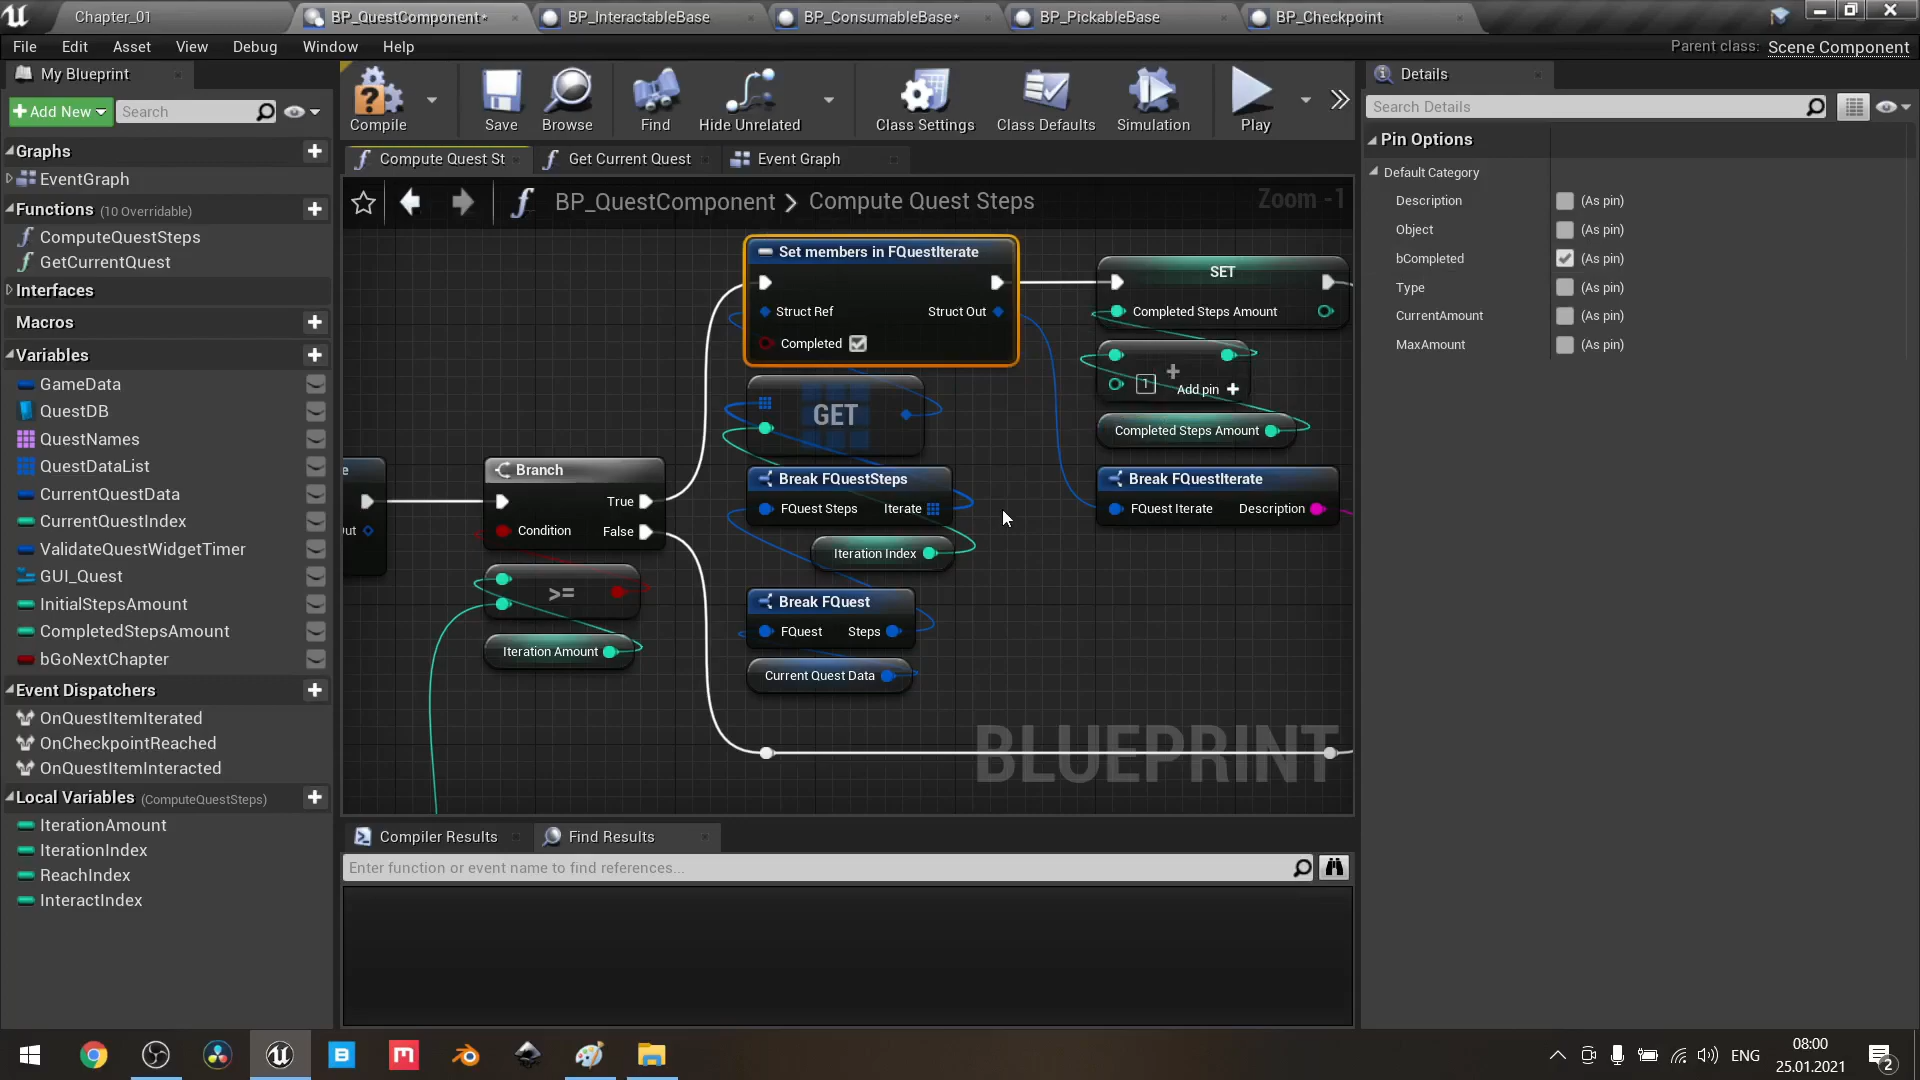 Chapter_01
BP_QuestComponent*
BP_InteractableBase
BP_ConsumableBase*
BP_PickableBase
BP_Checkpoint
File Edit Asset View Debug Window Help
Parent class: Scene Component
My Blueprint
Add New
Search
Graphs
EventGraph
Functions (10 Overridable)
ComputeQuestSteps
GetCurrentQuest
Interfaces
Macros
Variables
GameData
QuestDB
QuestNames
QuestDataList
CurrentQuestData
CurrentQuestIndex
ValidateQuestWidgetTimer
GUI_Quest
InitialStepsAmount
CompletedStepsAmount
bGoNextChapter
Event Dispatchers
OnQuestItemIterated
OnCheckpointReached
OnQuestItemInteracted
Local Variables (ComputeQuestSteps)
IterationAmount
IterationIndex
ReachIndex
InteractIndex
Compile
Save
Browse
Find
Hide Unrelated
Class Settings
Class Defaults
Simulation
Play
Compute Quest St
Get Current Quest
Event Graph
BP_QuestComponent > Compute Quest Steps
Zoom -1
Set members in FQuestIterate
Struct Ref
Struct Out
Completed
SET
Completed Steps Amount
1
+
Add pin +
Completed Steps Amount
GET
Break FQuestSteps
FQuest Steps
Iterate
Iteration Index
Break FQuestIterate
FQuest Iterate
Description
Branch
True
Condition
False
>=
Iteration Amount
Break FQuest
FQuest
Steps
Current Quest Data
e
Out
BLUEPRINT
Compiler Results
Find Results
Enter function or event name to find references...
Details
Search Details
Pin Options
Default Category
Description (As pin)
Object (As pin)
bCompleted (As pin)
Type (As pin)
CurrentAmount (As pin)
MaxAmount (As pin)
ENG
08:00
25.01.2021
2